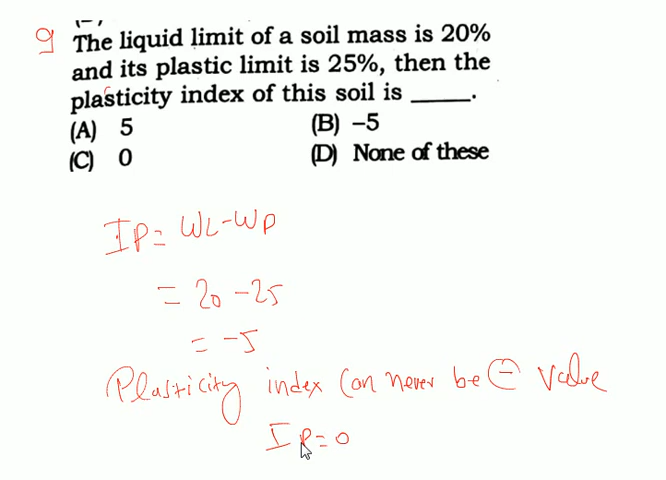 9 The liquid limit of a soil mass is 20%
and its plastic limit is 25%, then the
plasticity index of this soil is _____.
(A) 5 (B) –5
(C) 0 (D) None of these
IP = WL - WP
= 20 - 25
= -5
Plasticity index can never be ⊖ value
IP = 0